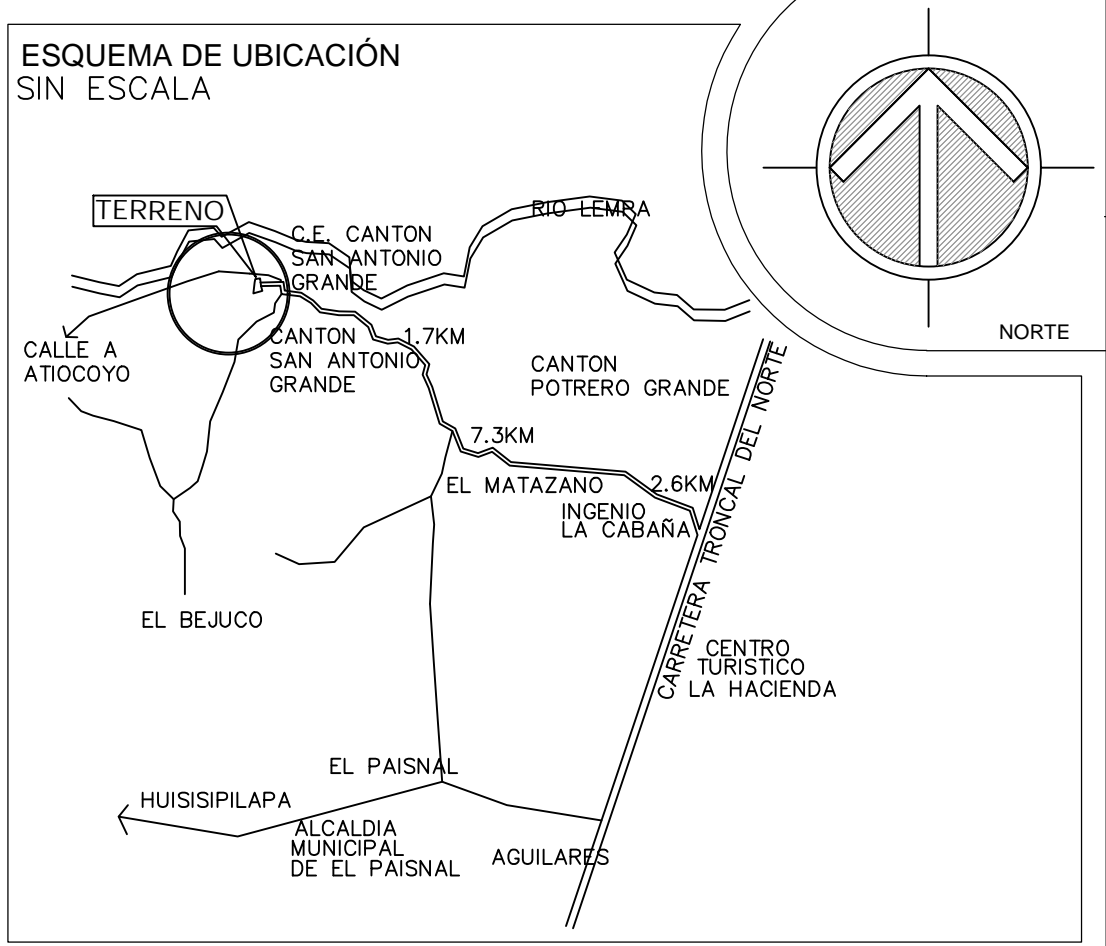 ESQUEMA DE UBICACIÓN
SIN ESCALA
NORTE
TERRENO
RIO LEMPA
C.E. CANTON
SAN ANTONIO
GRANDE
CALLE A
ATIOCOYO
CANTON
SAN ANTONIO
GRANDE
1.7KM
CANTON
POTRERO GRANDE
7.3KM
EL MATAZANO
2.6KM
INGENIO
LA CABAÑA
CARRETERA TRONCAL DEL NORTE
EL BEJUCO
CENTRO
TURISTICO
LA HACIENDA
EL PAISNAL
HUISISIPILAPA
ALCALDIA
MUNICIPAL
DE EL PAISNAL
AGUILARES